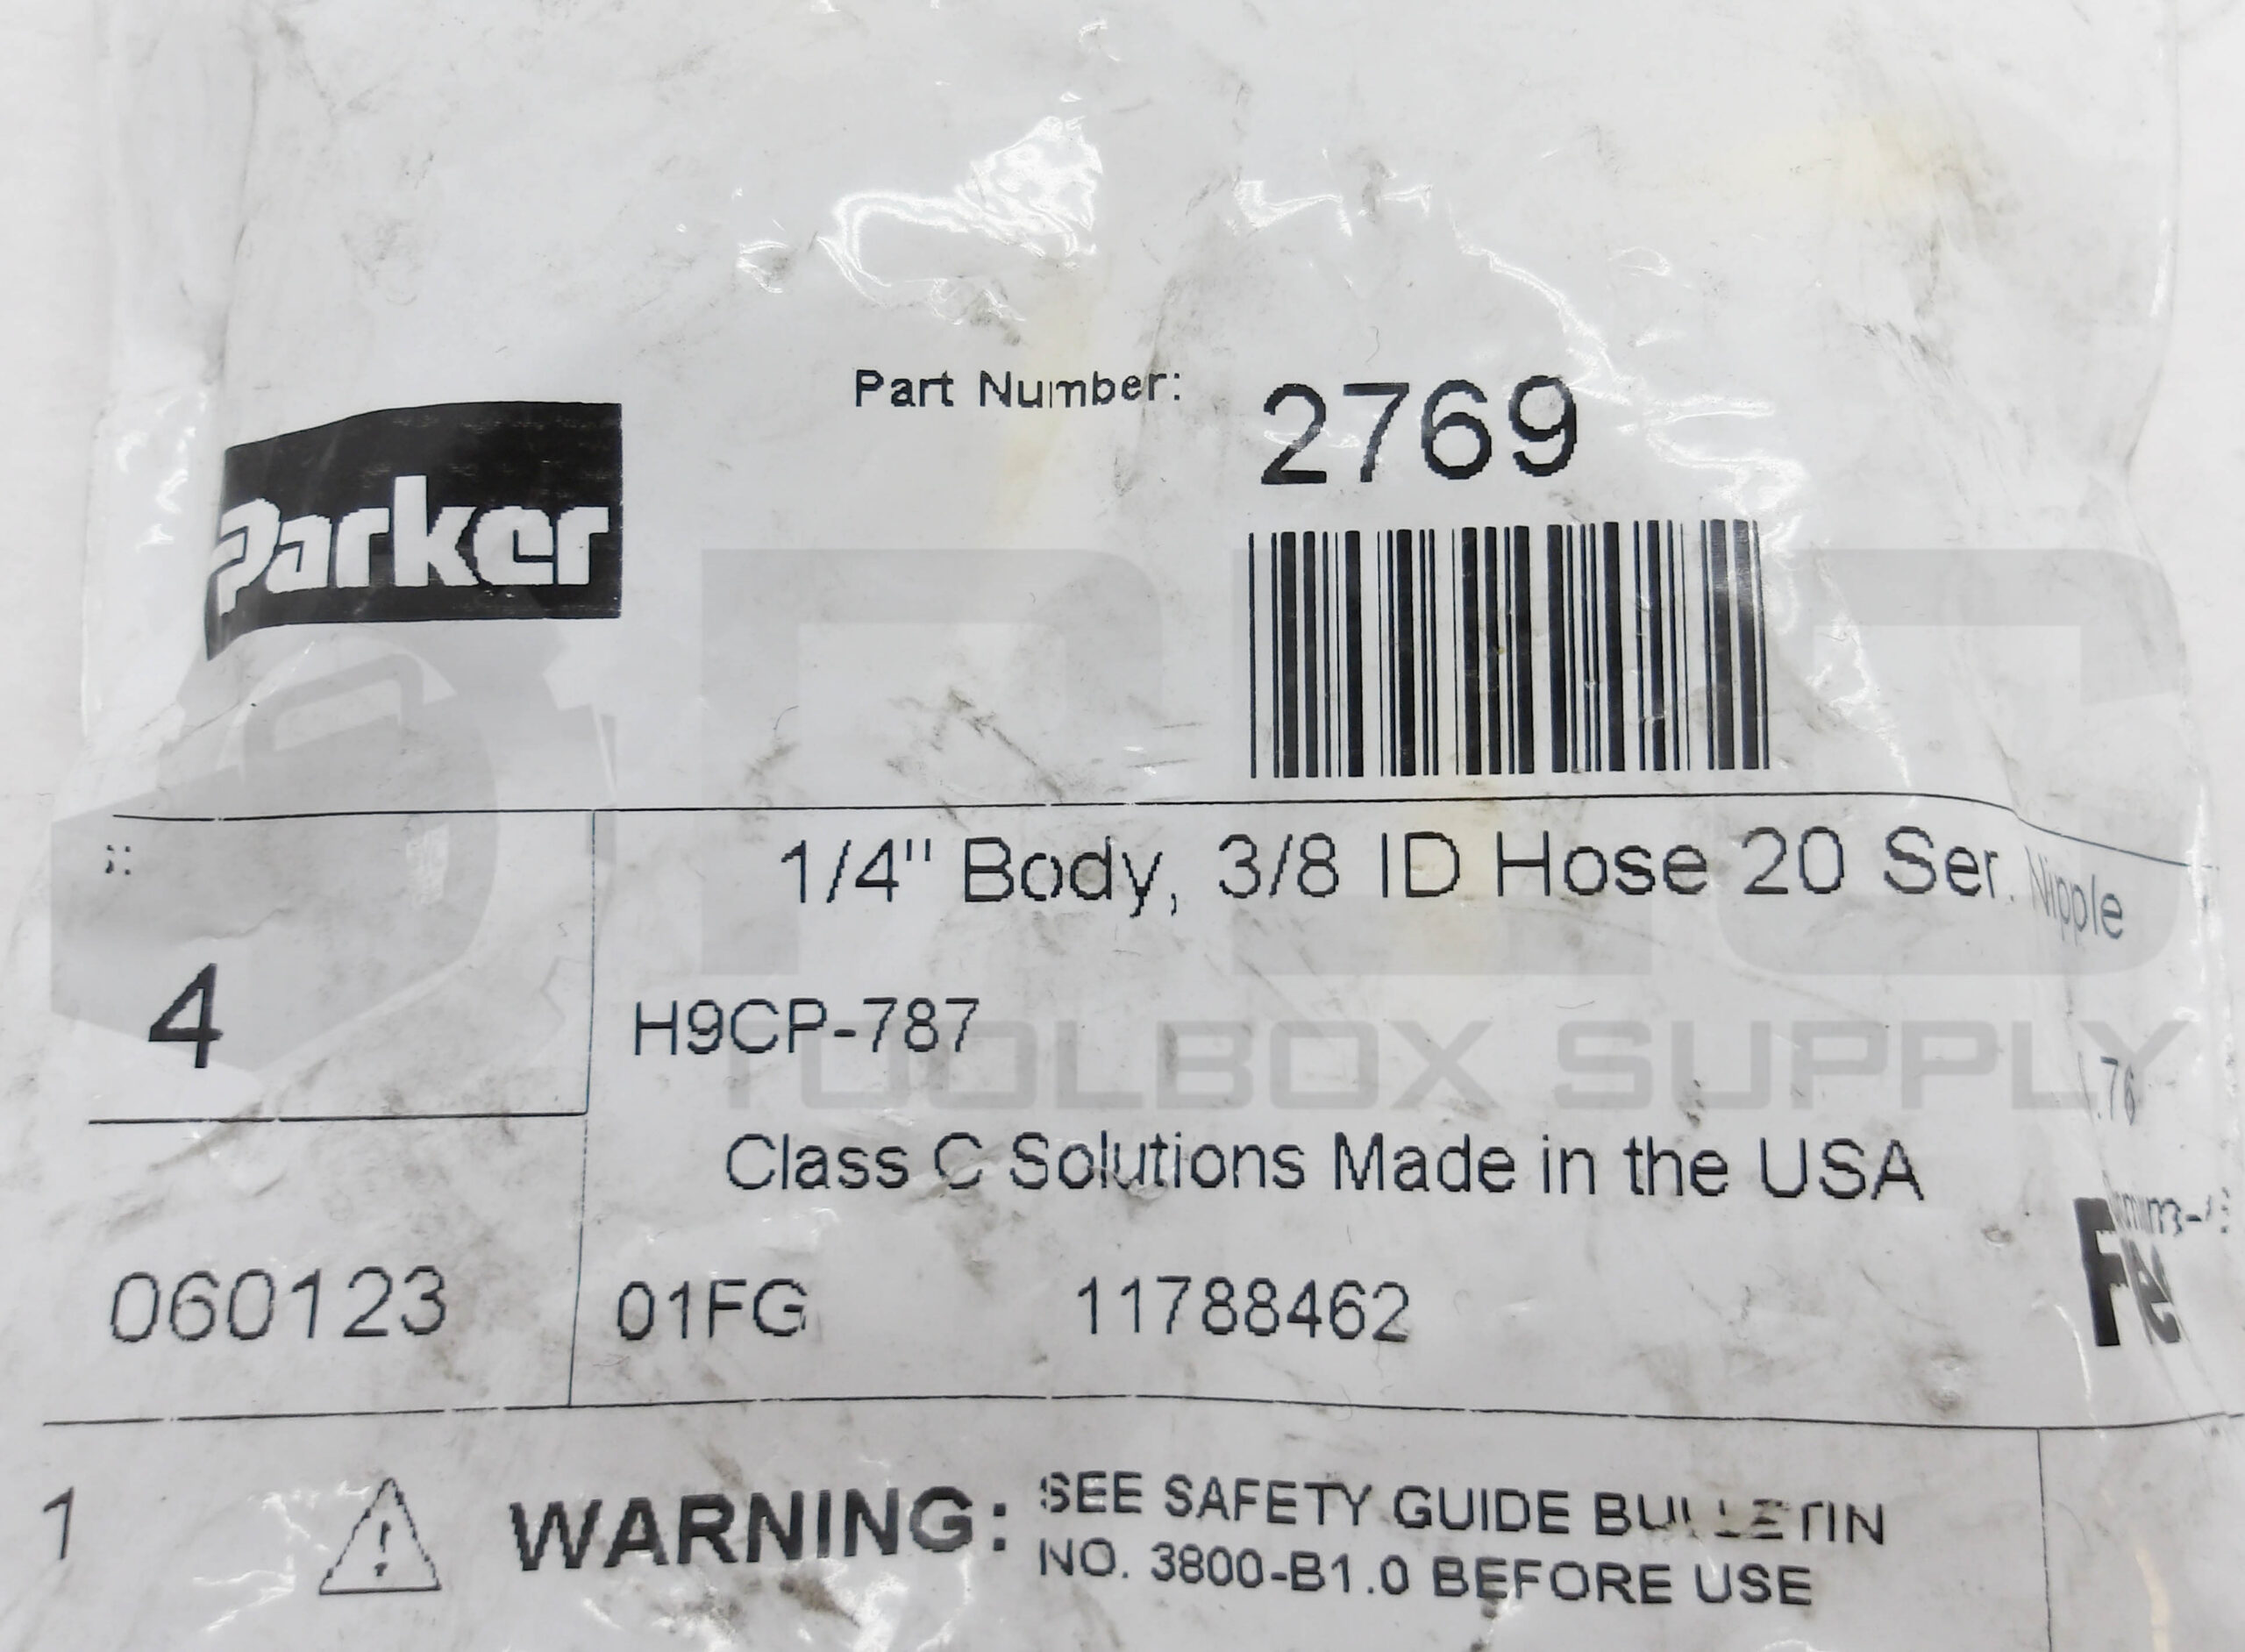 Parker
Part Number: 2769
1/4" Body, 3/8 ID Hose 20 Ser. Nipple
4
H9CP-787
.76
Class C Solutions Made in the USA
060123 01FG 11788462
1 WARNING: SEE SAFETY GUIDE BULLETIN
NO. 3800-B1.0 BEFORE USE
PLC
TOOLBOX SUPPLY